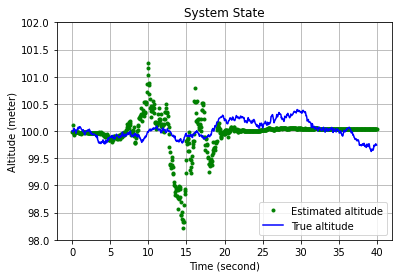 System State
Altitude (meter)
102.0
101.5
101.0
100.5
100.0
99.5
99.0
98.5
98.0
0 5 10 15 20 25 30 35 40
Time (second)
Estimated altitude
True altitude